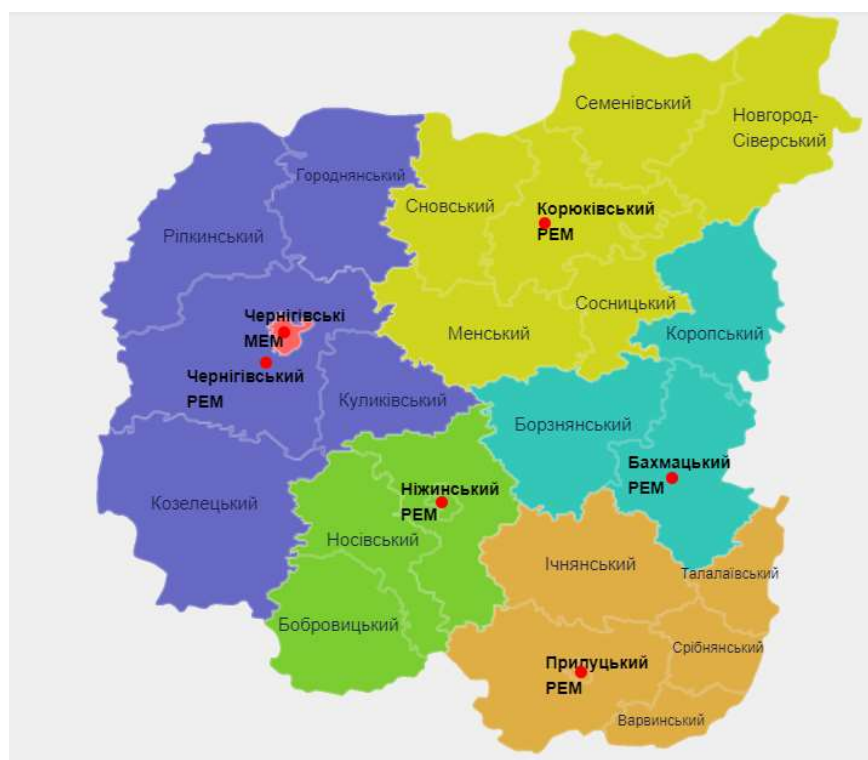 Семенівський
Новгород-
Сіверський
Городнянський
Сновський
Корюківський
РЕМ
Ріпкинський
Сосницький
Чернігівські
МЕМ
Менський
Коропський
Чернігівський
РЕМ
Куликівський
Борзнянський
Бахмацький
РЕМ
Козелецький
Ніжинський
РЕМ
Носівський
Ічнянський
Талалаївський
Бобровицький
Срібнянський
Прилуцький
РЕМ
Варвинський